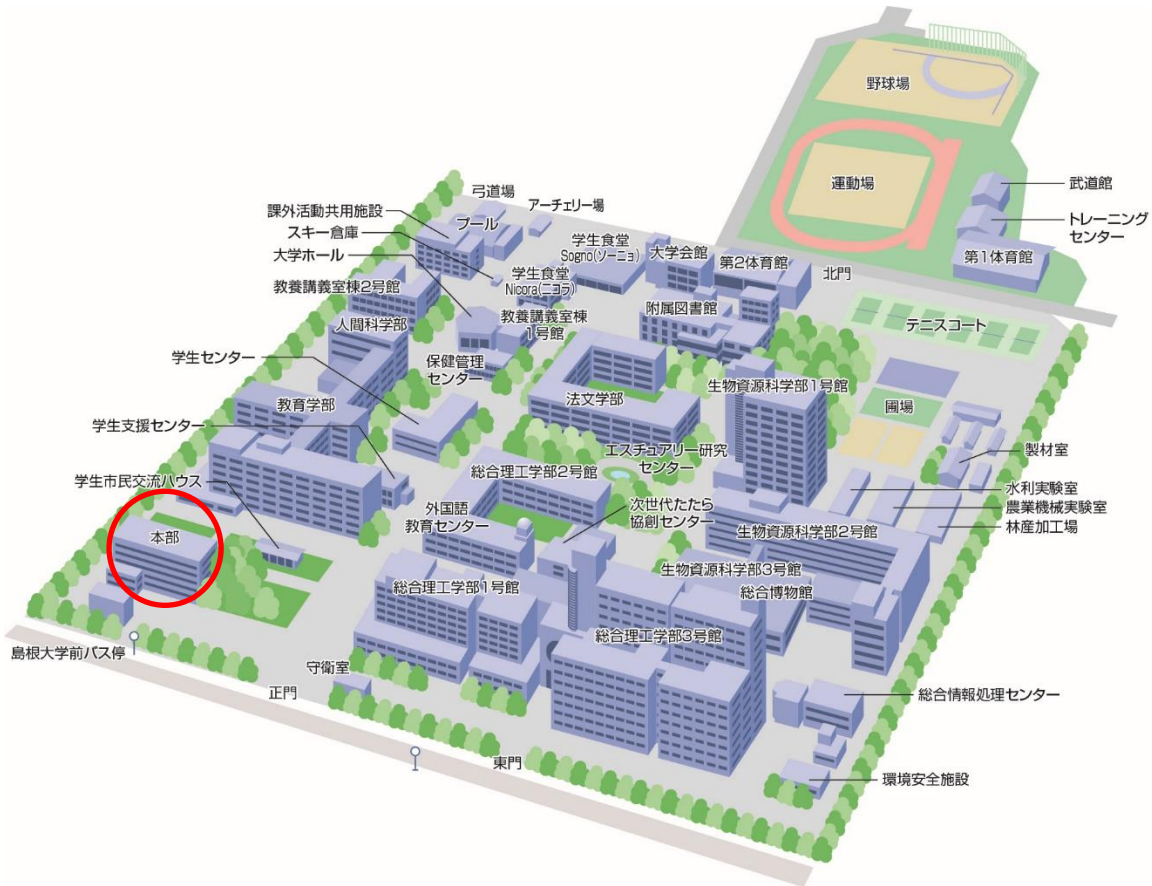 野球場
運動場
武道館
トレーニング
センター
第1体育館
弓道場
アーチェリー場
課外活動共用施設
プール
スキー倉庫
学生食堂
Sogno(ソーニョ)
大学会館
第2体育館
北門
大学ホール
学生食堂
Nicora(ニコラ)
教養講義室棟2号館
附属図書館
教養講義室棟
1号館
テニスコート
人間科学部
学生センター
保健管理
センター
生物資源科学部1号館
法文学部
教育学部
圃場
学生支援センター
エスチュアリー研究
センター
製材室
総合理工学部2号館
学生市民交流ハウス
水利実験室
農業機械実験室
林産加工場
外国語
教育センター
次世代たたら
協創センター
本部
生物資源科学部2号館
生物資源科学部3号館
総合理工学部1号館
総合博物館
総合理工学部3号館
島根大学前バス停
守衛室
正門
総合情報処理センター
東門
環境安全施設